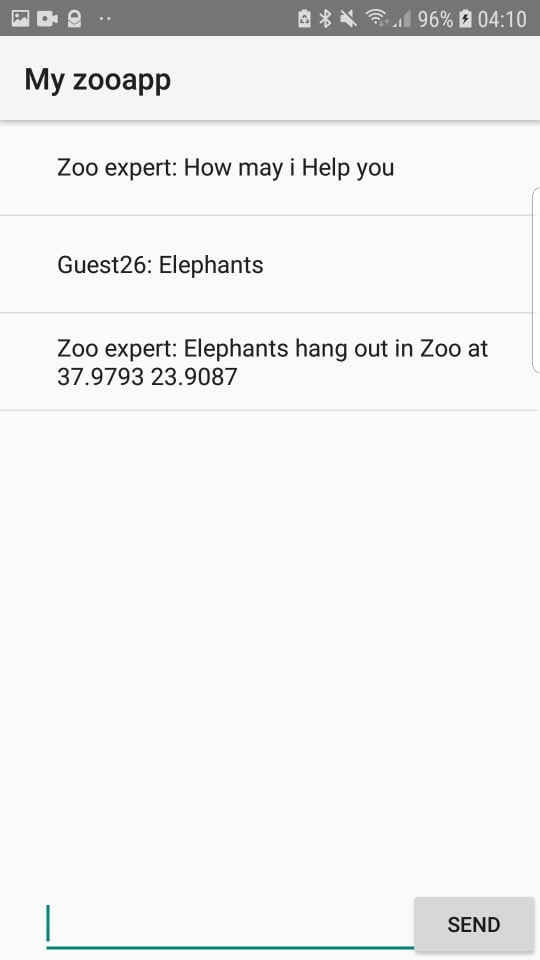 96% 04:10
My zooapp
Zoo expert: How may i Help you
Guest26: Elephants
Zoo expert: Elephants hang out in Zoo at
37.9793 23.9087
SEND